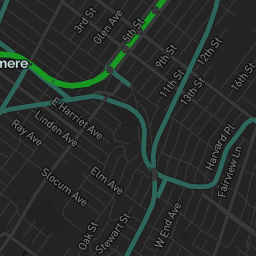 3rd St
Glen Ave
5th St
9th St
12th St
mere
11th St
13th St
16th St
E Harriet Ave
Linden Ave
Ray Ave
Harvard Pl
Fairview Ln
Slocum Ave
Elm Ave
Oak St
Stewart St
W End Ave